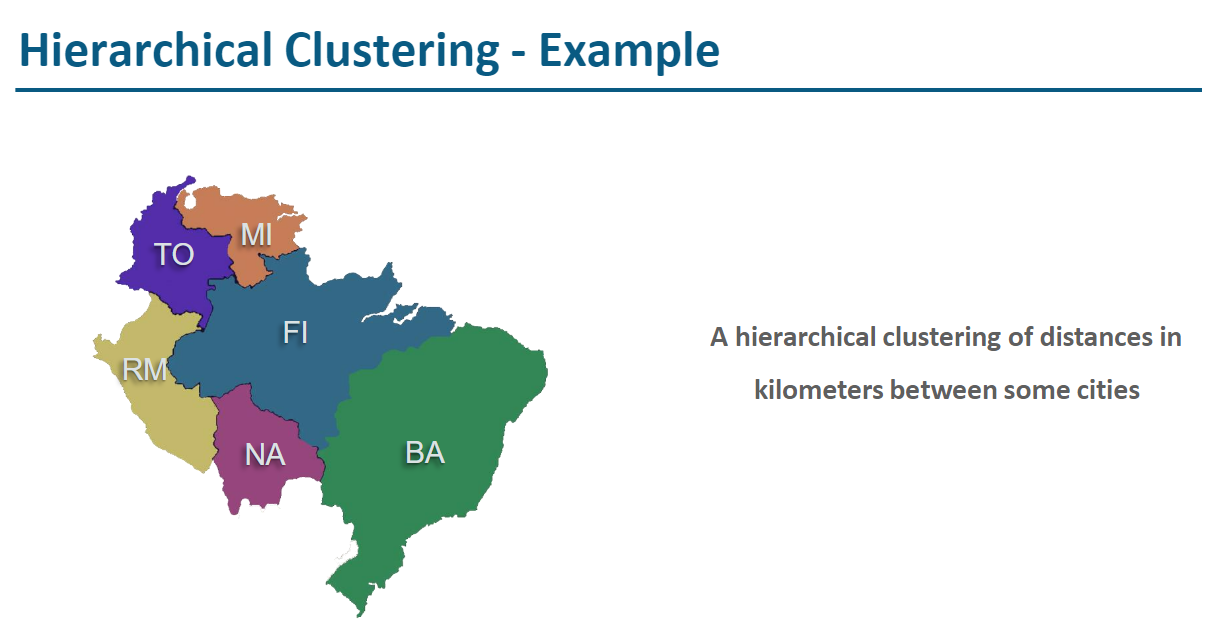 Hierarchical Clustering - Example
MI
TO
FI
RM
NA
BA
A hierarchical clustering of distances in
kilometers between some cities